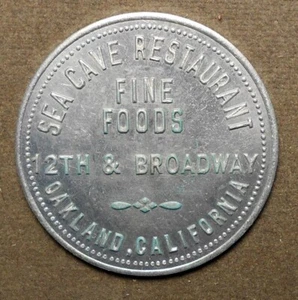 SEA CAVE RESTAURANT
FINE
FOODS
12TH & BROADWAY
OAKLAND, CALIFORNIA